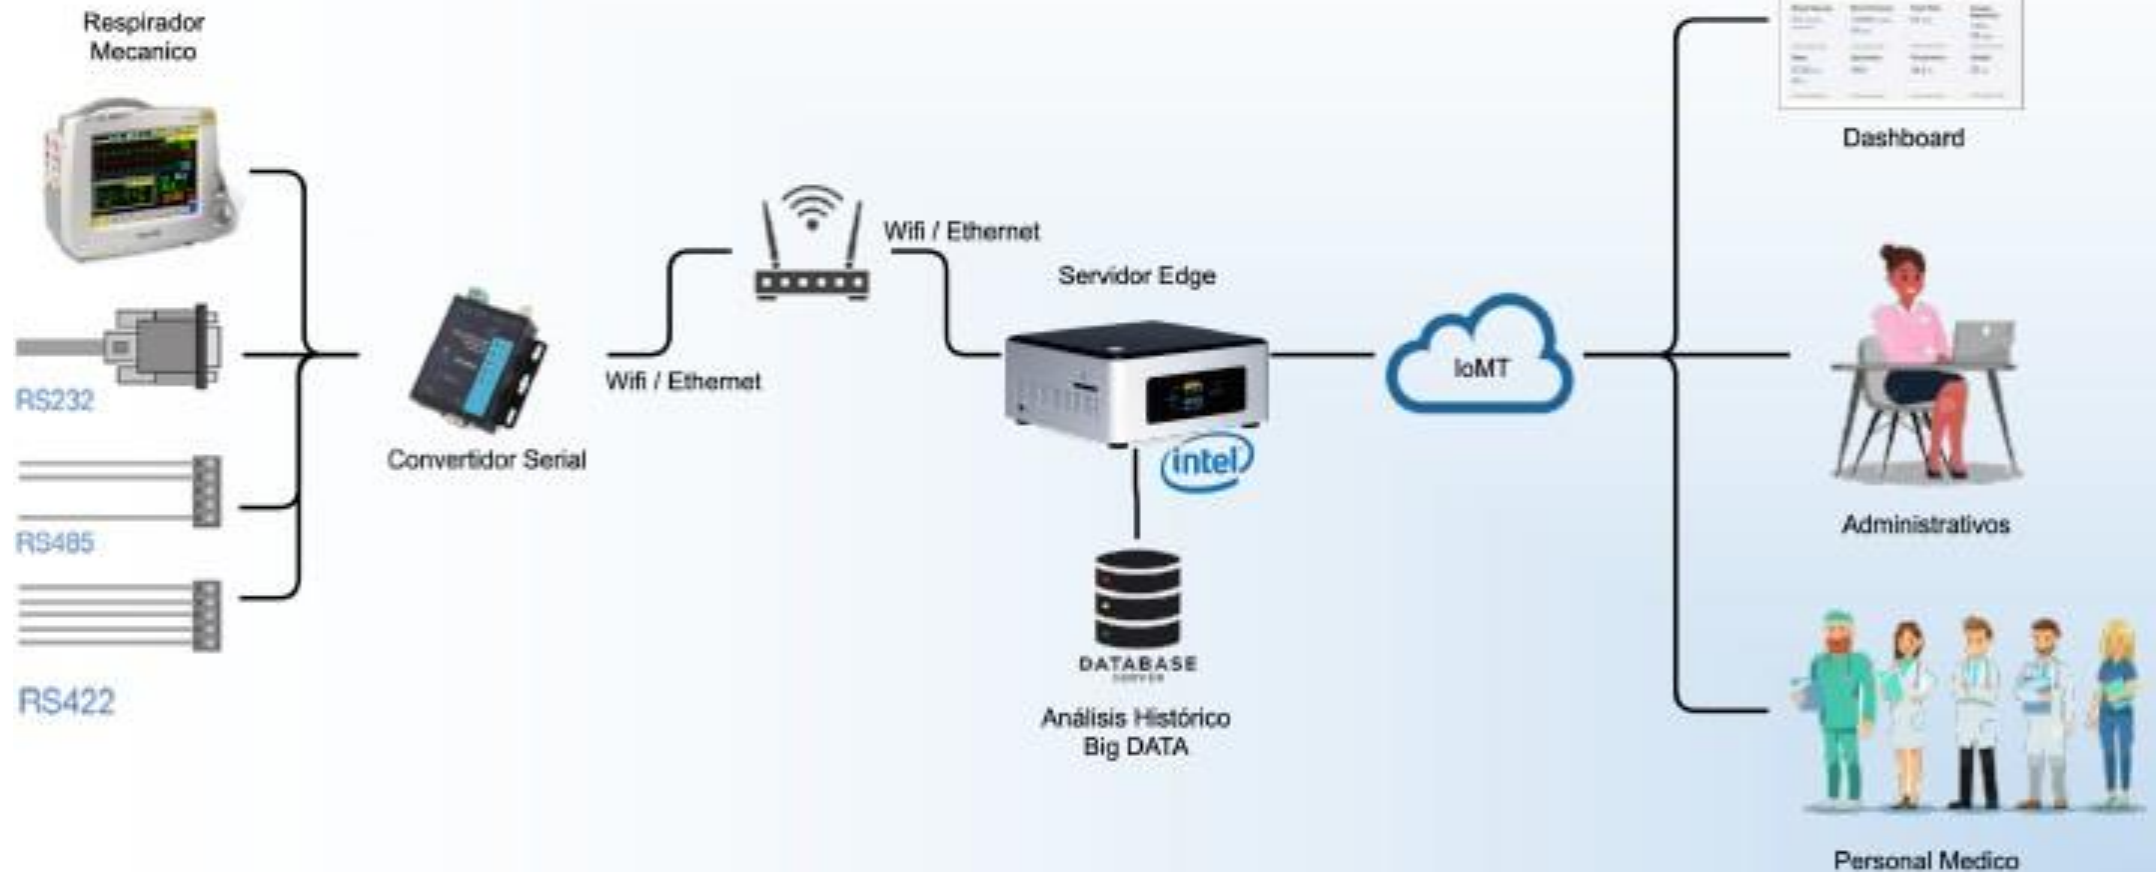 Respirador
Mecanico
RS232
RS485
RS422
Convertidor Serial
Wifi / Ethernet
Wifi / Ethernet
Servidor Edge
intel
DATABASE
SERVER
Análisis Histórico
Big DATA
IoMT
Dashboard
Administrativos
Personal Medico